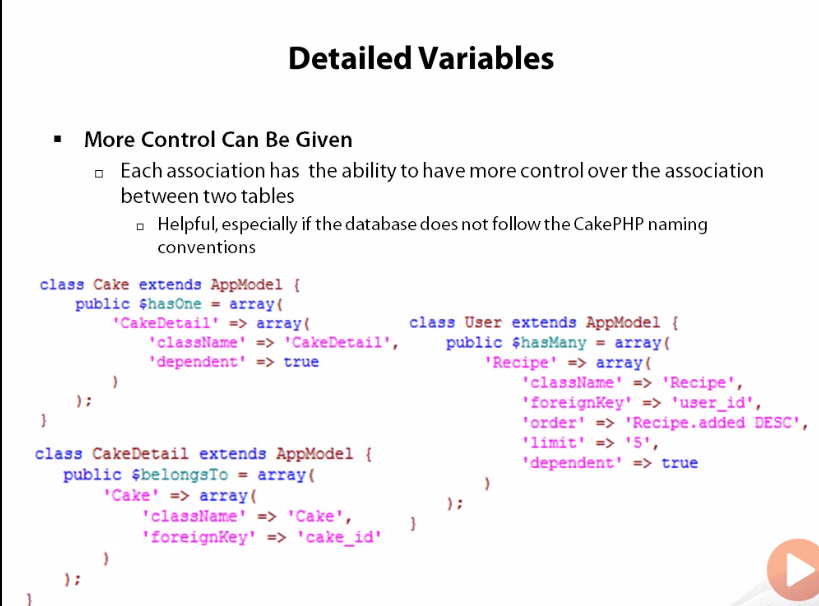 Detailed Variables
More Control Can Be Given
Each association has the ability to have more control over the association
between two tables
Helpful, especially if the database does not follow the CakePHP naming
conventions
class Cake extends AppModel {
public $hasOne = array(
'CakeDetail' => array(
'className' => 'CakeDetail',
'dependent' => true
)
);
}
class CakeDetail extends AppModel {
public $belongsTo = array(
'Cake' => array(
'className' => 'Cake',
'foreignKey' => 'cake_id'
)
);
}
class User extends AppModel {
public $hasMany = array(
'Recipe' => array(
'className' => 'Recipe',
'foreignKey' => 'user_id',
'order' => 'Recipe.added DESC',
'limit' => '5',
'dependent' => true
)
);
}